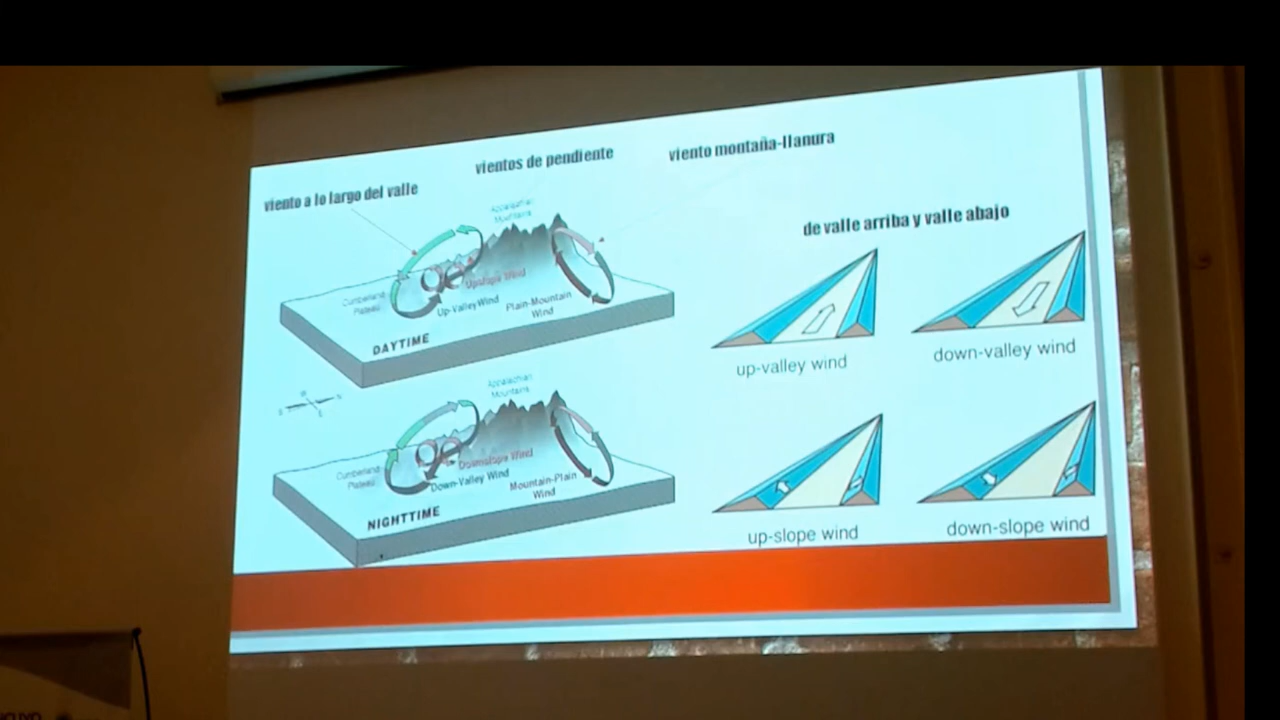 viento a lo largo del valle
vientos de pendiente
viento montaña-llanura
de valle arriba y valle abajo
Appalachian
Mountains
Cumberland
Plateau
Upslope Wind
Up-Valley Wind
Plain-Mountain
Wind
DAYTIME
up-valley wind
down-valley wind
Appalachian
Mountains
Cumberland
Plateau
Downslope Wind
Down-Valley Wind
Mountain-Plain
Wind
NIGHTTIME
up-slope wind
down-slope wind